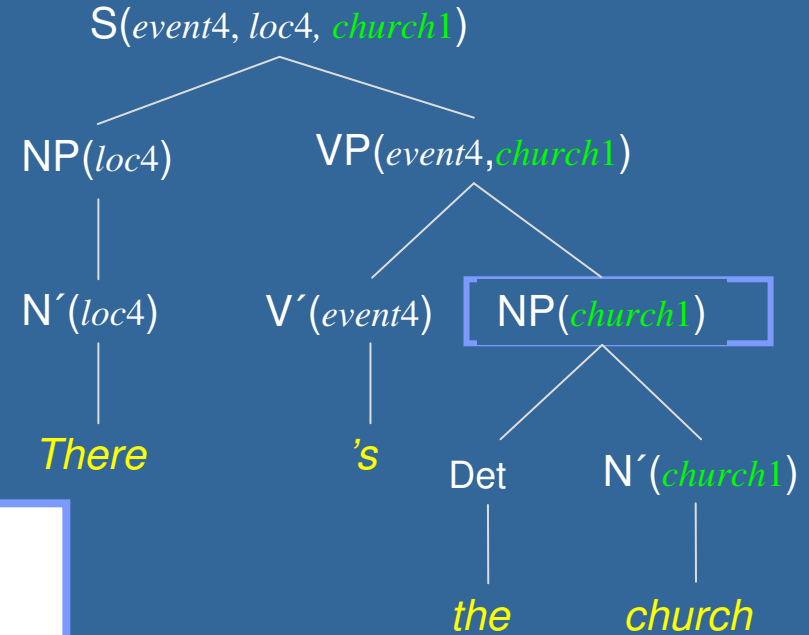 S(event4, loc4, church1)
NP(loc4) VP(event4,church1)
N´(loc4) V´(event4) NP(church1)
There ’s Det N´(church1)
the church